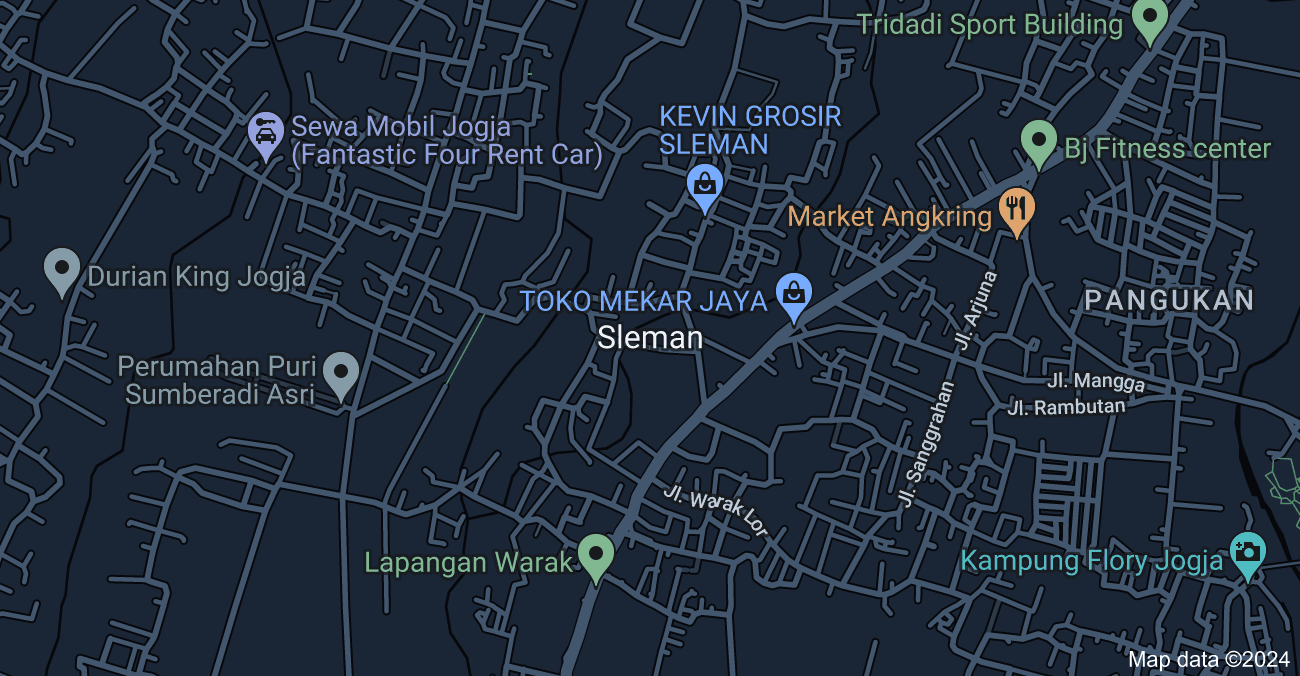 Tridadi Sport Building
KEVIN GROSIR
SLEMAN
Sewa Mobil Jogja
(Fantastic Four Rent Car)
Bj Fitness center
Market Angkring
Durian King Jogja
TOKO MEKAR JAYA
PANGUKAN
Jl. Arjuna
Sleman
Perumahan Puri
Sumberadi Asri
Jl. Mangga
Jl. Rambutan
Jl. Sanggrahan
Jl. Warak Lor
Lapangan Warak
Kampung Flory Jogja
Map data ©2024